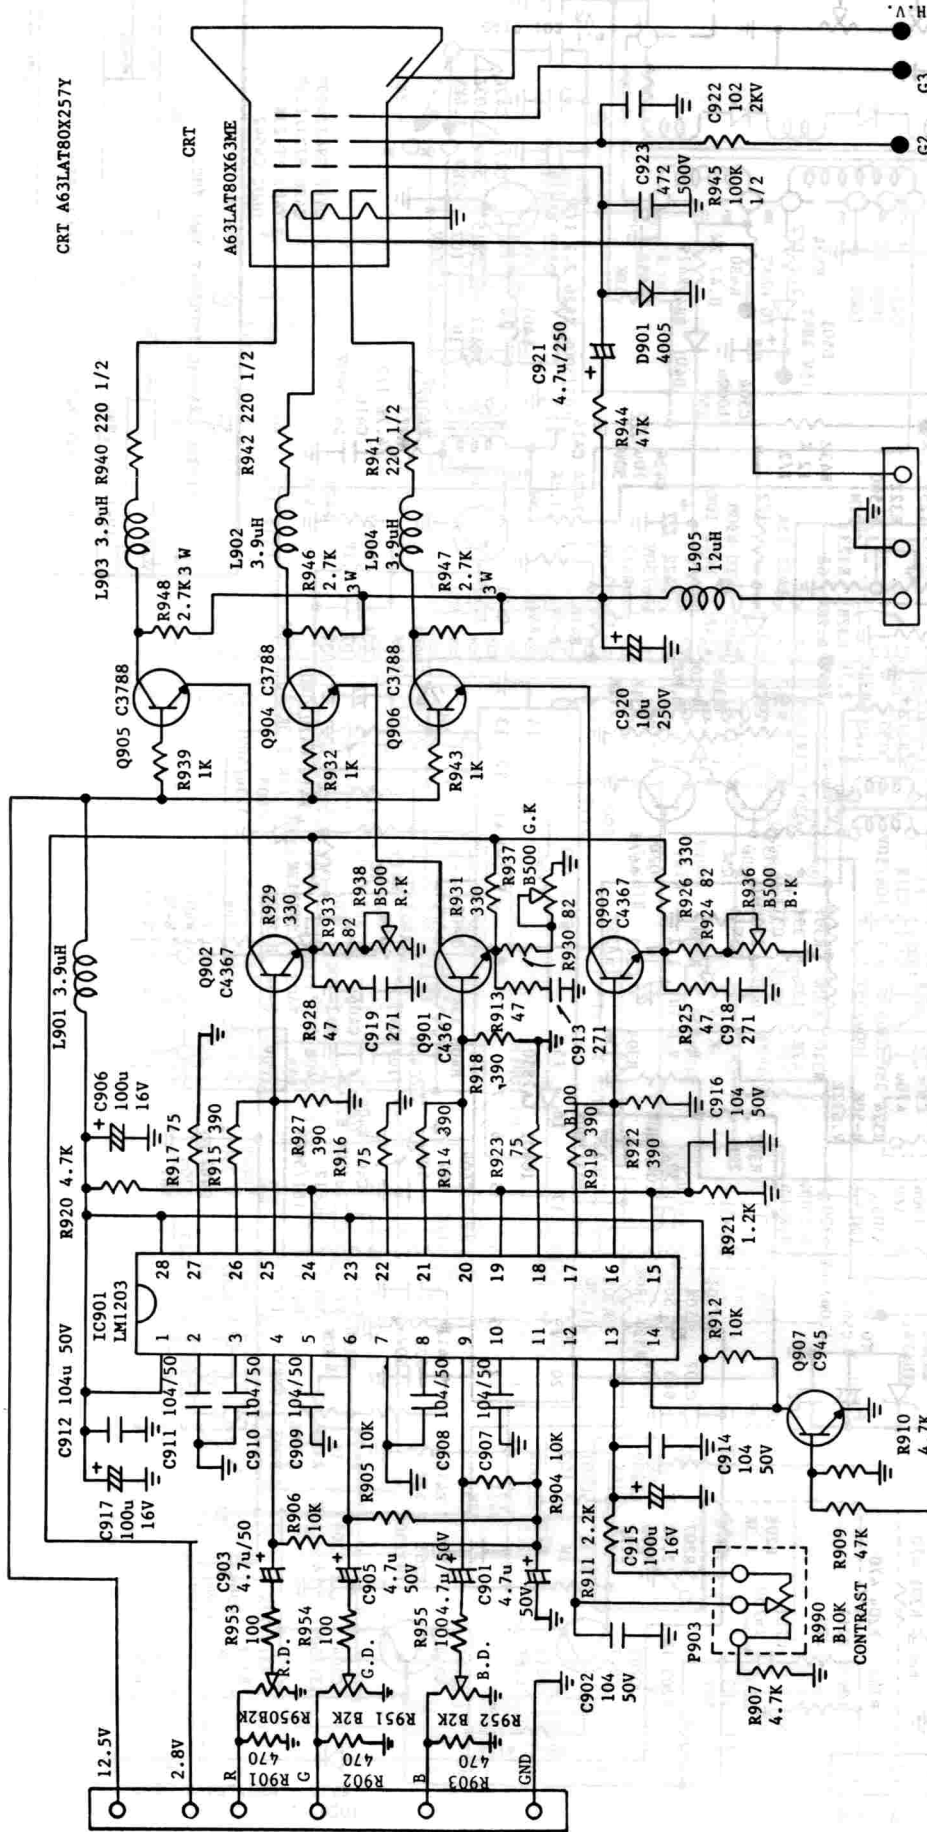 CRT A63LAT80X257Y
CRT
A63LAT80X63ME
H.V.
G3
G2
C922
102
2KV
C923
472
500V
R945
100K
1/2
C921
4.7u/250
D901
4005
R944
47K
L905
12uH
C920
10u
250V
L903 3.9uH R940 220 1/2
R948
2.7K 3 W
L902
3.9uH
R942 220 1/2
R946
2.7K
3W
L904
3.9uH
R941
220 1/2
R947
2.7K
3W
Q905 C3788
R939
1K
Q904 C3788
R932
1K
Q906 C3788
R943
1K
L901 3.9uH
Q902
C4367
R929
330
R933
82
R938
B500
R.K
R928
47
C919
271
Q901
C4367
R931
330
R937
B500
G.K
R930
82
R913
47
C913
271
R918
390
Q903
C4367
R926 330
R924 82
R936
B500
B.K
R925
47
C918
271
C906
100u
16V
R920 4.7K
R917 75
R915 390
R927
390
R916
75
R914 390
R923
75
B100
R919 390
R922
390
C916
104
50V
R921
1.2K
IC901
LM1203
28
27
26
25
24
23
22
21
20
19
18
17
16
15
1
2
3
4
5
6
7
8
9
10
11
12
13
14
R912
10K
Q907
C945
R910
4.7K
R909
47K
C912 104u 50V
C917
100u
16V
C911 104/50
C910 104/50
C909 104/50
R905 10K
C908 104/50
C907 104/50
R904 10K
R906
10K
C903
4.7u/50
C905
4.7u
50V
C901
4.7u
50V
4.7u/50V
R953
100
R954
100
R955
100
R.D.
G.D.
B.D.
R950B2K
R951 B2K
R952 B2K
470
R901
470
R902
470
R903
12.5V
2.8V
R
G
B
GND
C902
104
50V
R911 2.2K
C915
100u
16V
C914
104
50V
P903
R990
B10K
CONTRAST
R907
4.7K